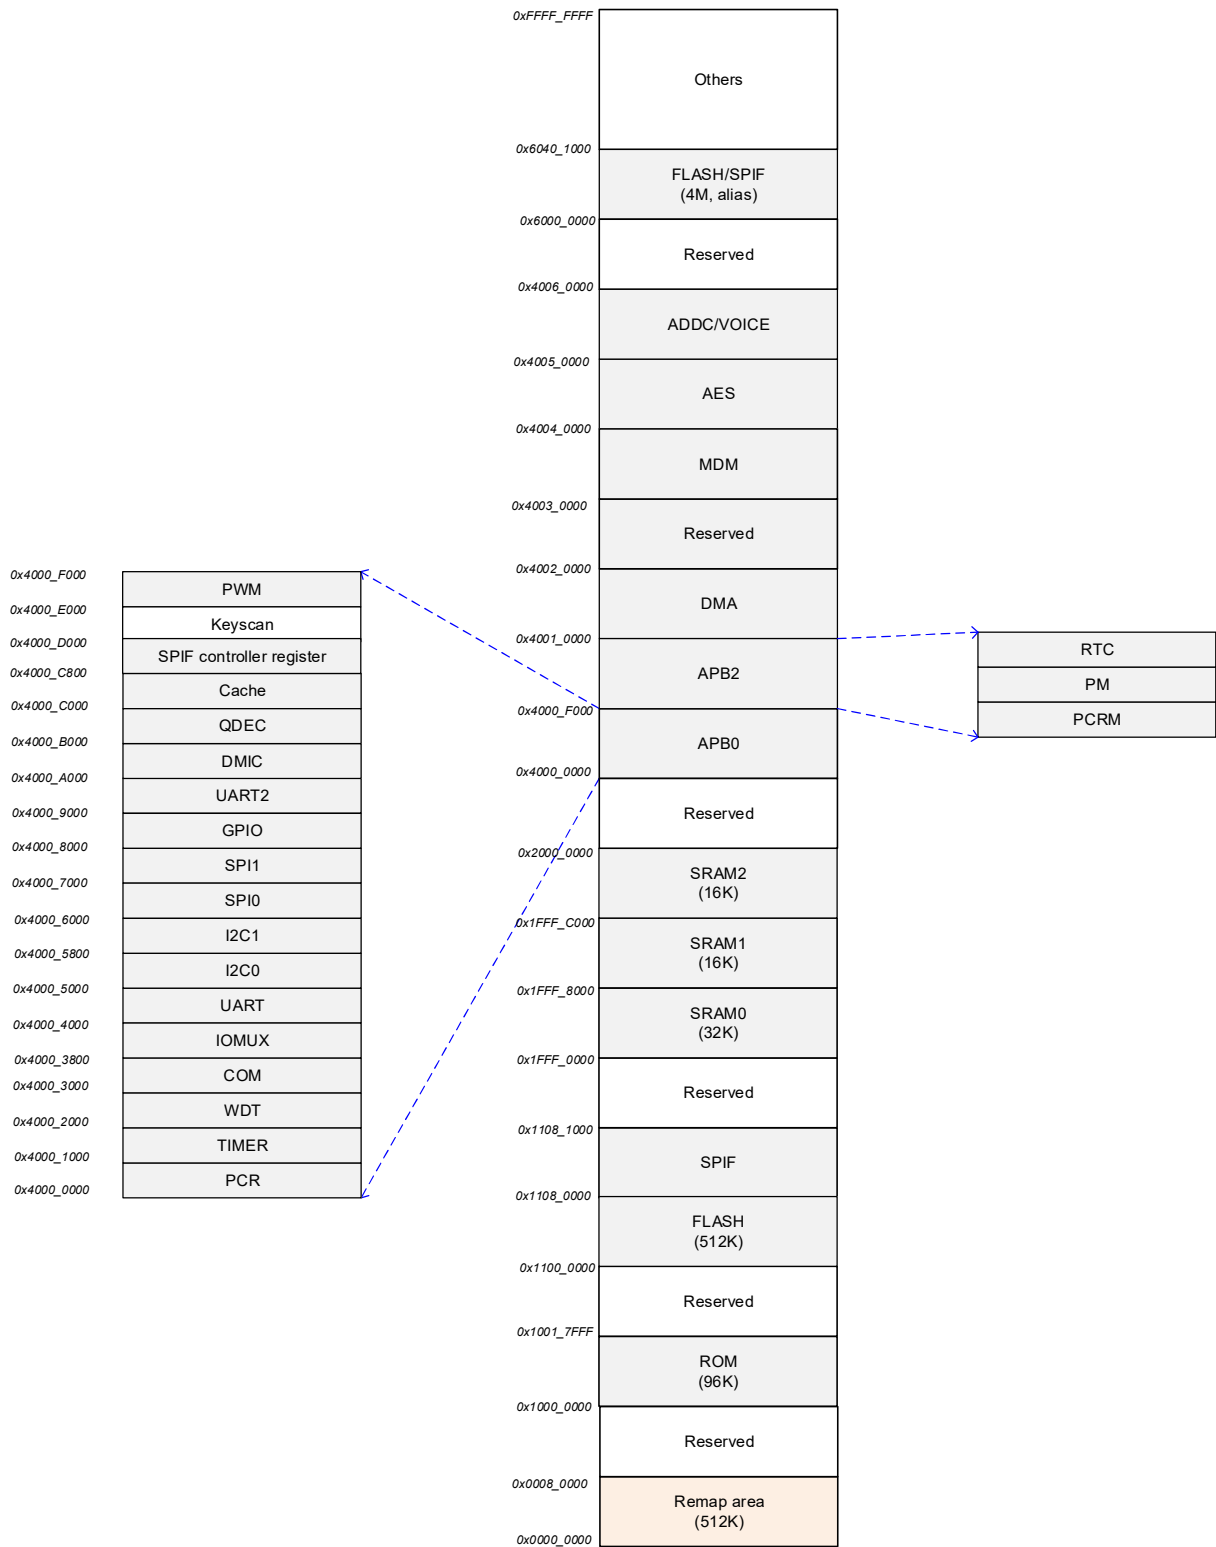 0xFFFF_FFFF
Others
0x6040_1000
FLASH/SPIF
(4M, alias)
0x6000_0000
Reserved
0x4006_0000
ADDC/VOICE
0x4005_0000
AES
0x4004_0000
MDM
0x4003_0000
Reserved
0x4002_0000
DMA
0x4001_0000
APB2
0x4000_F000
APB0
0x4000_0000
Reserved
0x2000_0000
SRAM2
(16K)
0x1FFF_C000
SRAM1
(16K)
0x1FFF_8000
SRAM0
(32K)
0x1FFF_0000
Reserved
0x1108_1000
SPIF
0x1108_0000
FLASH
(512K)
0x1100_0000
Reserved
0x1001_7FFF
ROM
(96K)
0x1000_0000
Reserved
0x0008_0000
Remap area
(512K)
0x0000_0000
0x4000_F000
PWM
0x4000_E000
Keyscan
0x4000_D000
SPIF controller register
0x4000_C800
Cache
0x4000_C000
QDEC
0x4000_B000
DMIC
0x4000_A000
UART2
0x4000_9000
GPIO
0x4000_8000
SPI1
0x4000_7000
SPI0
0x4000_6000
I2C1
0x4000_5800
I2C0
0x4000_5000
UART
0x4000_4000
IOMUX
0x4000_3800
COM
0x4000_3000
WDT
0x4000_2000
TIMER
0x4000_1000
PCR
0x4000_0000
RTC
PM
PCRM